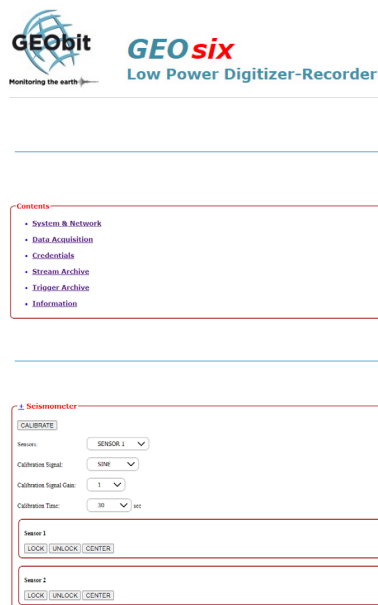 GEObit
Monitoring the earth
GEOsix
Low Power Digitizer-Recorder
Contents
System & Network
Data Acquisition
Credentials
Stream Archive
Trigger Archive
Information
+ Seismometer
CALIBRATE
Sensors: SENSOR 1
Calibration Signal: SINE
Calibration Signal Gain: 1
Calibration Time: 30 sec
Sensor 1
LOCK UNLOCK CENTER
Sensor 2
LOCK UNLOCK CENTER